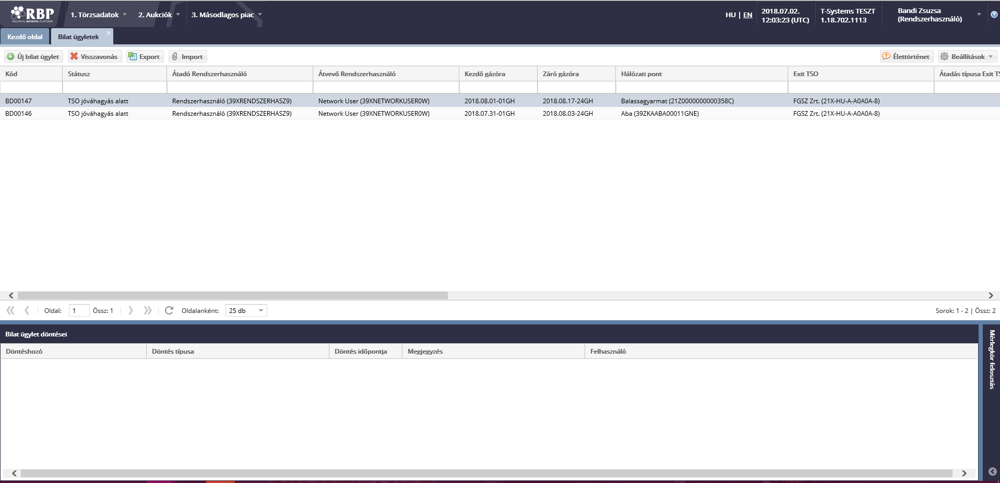 RBP
REGIONAL BOOKING PLATFORM
1. Törzsadatok
2. Aukciók
3. Másodlagos piac
HU | EN
2018.07.02.
12:03:23 (UTC)
T-Systems TESZT
1.18.702.1113
Bandi Zsuzsa
(Rendszerhasználó)
Kezdő oldal
Bilat ügyletek
Új bilat ügylet
Visszavonás
Export
Import
Élettörténet
Beállítások
Kód Státusz Átadó Rendszerhasználó Átvevő Rendszerhasználó Kezdő gázóra Záró gázóra Hálózati pont Exit TSO Átadás típusa Exit TS
BD00147 TSO jóváhagyás alatt Rendszerhasználó (39XRENDSZERHASZ9) Network User (39XNETWORKUSER0W) 2018.08.01-01GH 2018.08.17-24GH Balassagyarmat (21Z0000000000358C) FGSZ Zrt. (21X-HU-A-A0A0A-8)
BD00146 TSO jóváhagyás alatt Rendszerhasználó (39XRENDSZERHASZ9) Network User (39XNETWORKUSER0W) 2018.07.31-01GH 2018.08.03-24GH Aba (39ZKAABA00011GNE) FGSZ Zrt. (21X-HU-A-A0A0A-8)
Oldal: 1 Össz: 1 Oldalanként: 25 db Sorok: 1 - 2 | Össz: 2
Bilat ügylet döntései
Döntéshozó Döntés típusa Döntés időpontja Megjegyzés Felhasználó
Mérlegkör felosztás